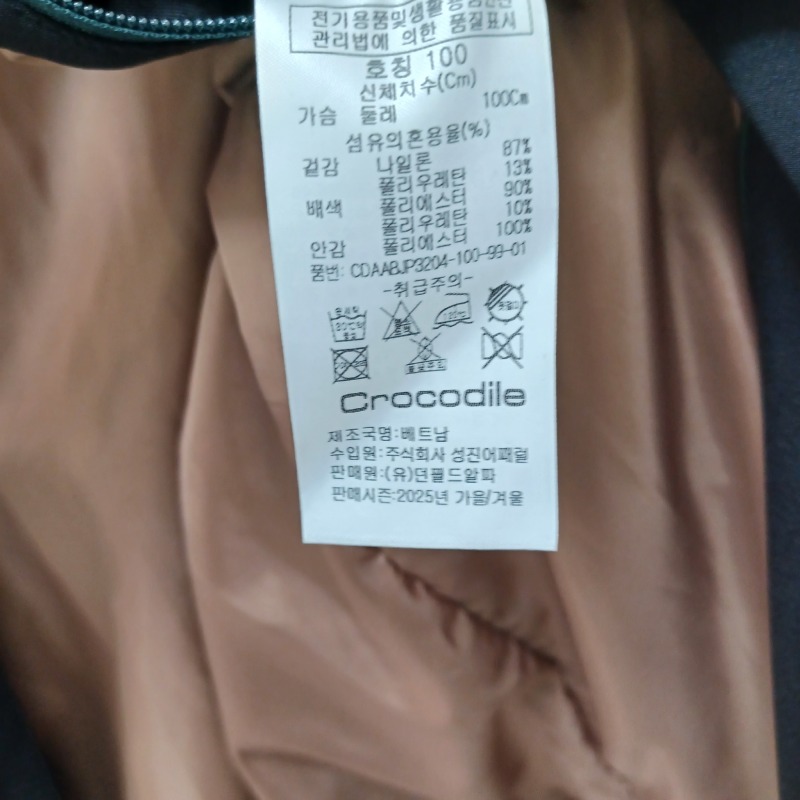 전기용품및생활용품안전
관리법에 의한 품질표시
호칭 100
신체치수(Cm)
가슴 둘레 100Cm
섬유의혼용율(%)
겉감 나일론 87%
폴리우레탄 13%
배색 폴리에스터 90%
폴리우레탄 10%
안감 폴리에스터 100%
품번: CDAABJP3204-100-99-01
-취급주의-
Crocodile
제조국명:베트남
수입원:주식회사 성진어패럴
판매원:(유)던필드알파
판매시즌:2025년 가을/겨울